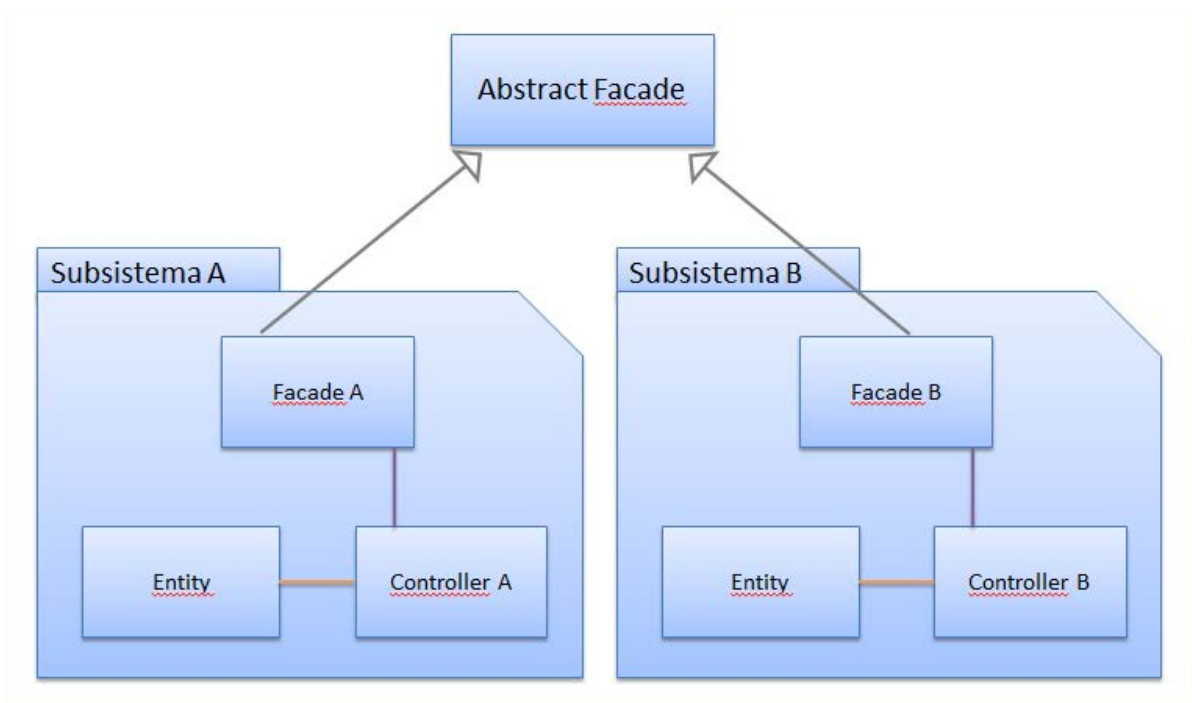 Abstract Facade
Subsistema A
Subsistema B
Facade A
Facade B
Entity
Controller A
Entity
Controller B